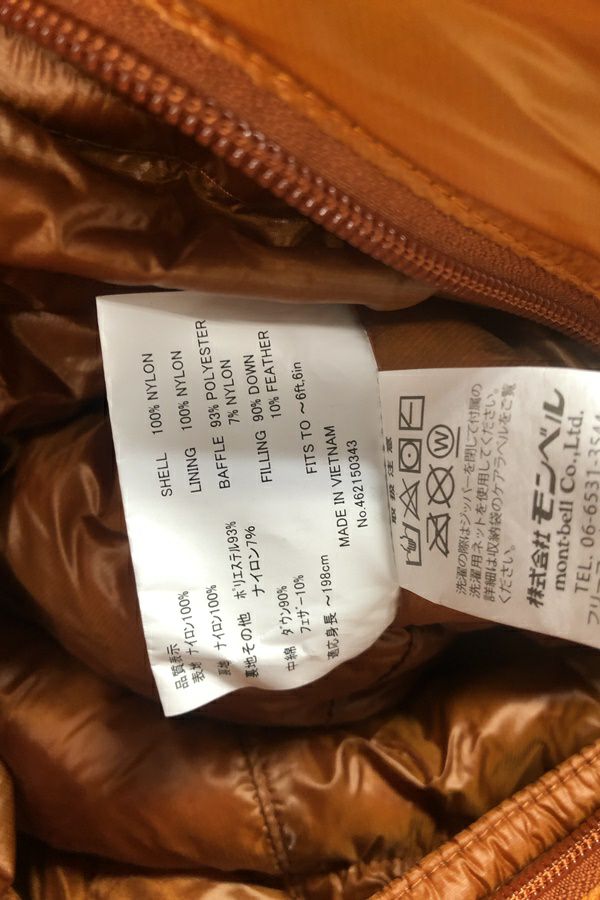 品質表示
表地 ナイロン100%
裏地 ナイロン100%
裏地その他 ポリエステル93%
ナイロン7%
中綿 ダウン90%
フェザー10%
適応身長 ～198cm
SHELL 100% NYLON
LINING 100% NYLON
BAFFLE 93% POLYESTER
7% NYLON
FILLING 90% DOWN
10% FEATHER
FITS TO ～6ft,6in
MADE IN VIETNAM
No.462150343
取扱注意
洗濯の際はジッパーを閉じて付属の
洗濯用ネットを使用してください。
詳細は収納袋のケアラベルをご覧
ください。
株式会社 モンベル
mont-bell Co.,Ltd.
TEL. 06-6531-3544